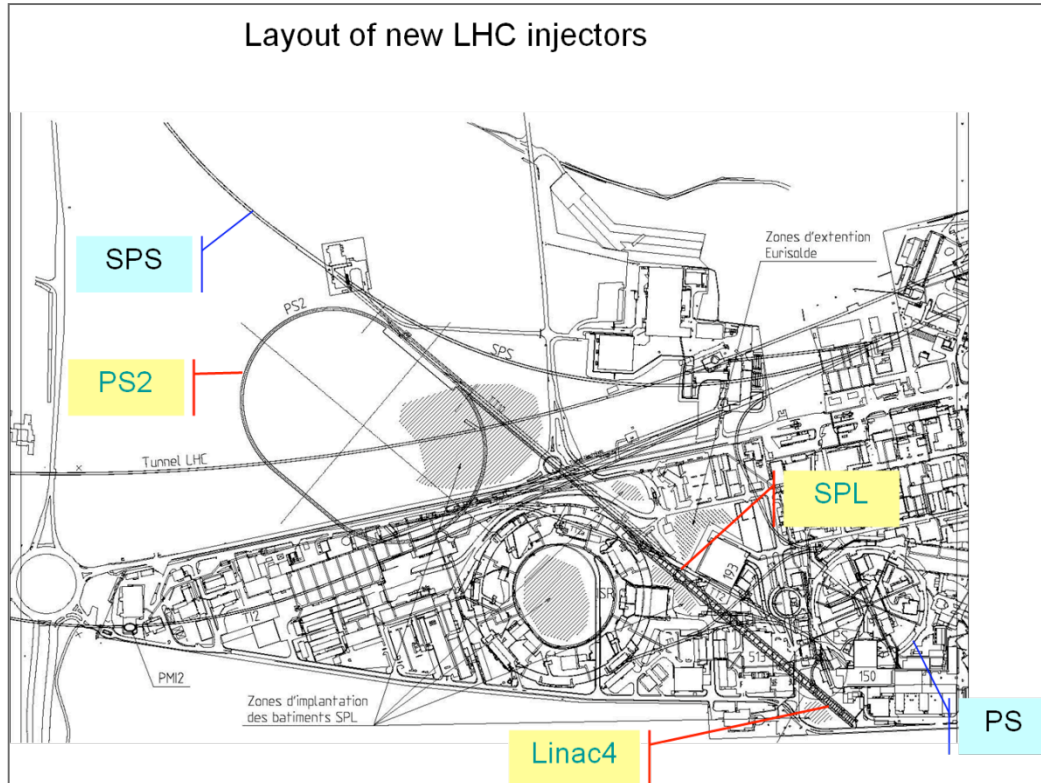 Layout of new LHC injectors
Zones d'extention
Eurisolde
SPS
PS2
SPS
PS2
Tunnel LHC
SPL
193
ISR
PS
TI2
513
150
PMI2
Zones d'implantation
des batiments SPL
PS
Linac4